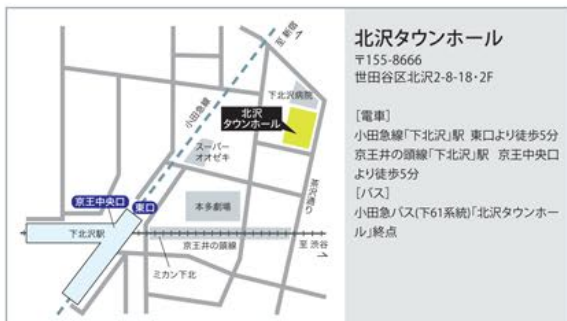 至 新宿
小田急線
下北沢病院
北沢
タウンホール
スーパー
オオゼキ
茶沢通り
京王中央口
東口
本多劇場
下北沢駅
京王井の頭線
至 渋谷
ミカン下北
北沢タウンホール
〒155-8666
世田谷区北沢2-8-18・2F
[電車]
小田急線「下北沢」駅 東口より徒歩5分
京王井の頭線「下北沢」駅 京王中央口
より徒歩5分
[バス]
小田急バス(下61系統)「北沢タウンホー
ル」終点